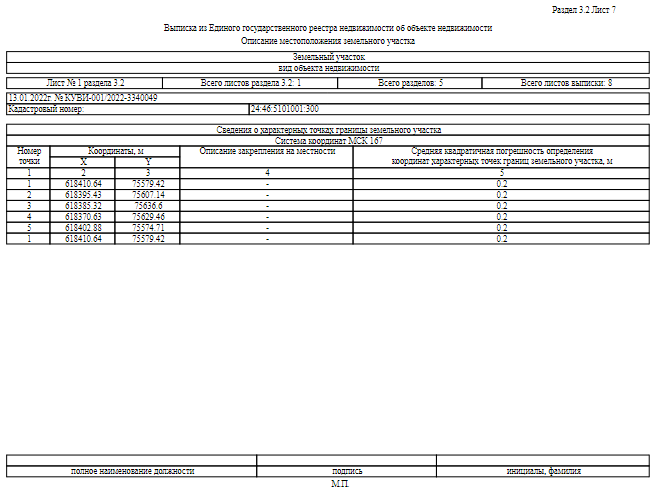 Раздел 3.2 Лист 7
Выписка из Единого государственного реестра недвижимости об объекте недвижимости
Описание местоположения земельного участка
Земельный участок
вид объекта недвижимости
Лист № 1 раздела 3.2 Всего листов раздела 3.2: 1 Всего разделов: 5 Всего листов выписки: 8
13.01.2022г. № КУВИ-001/2022-3340049
Кадастровый номер 24:46:5101001:300
Сведения о характерных точках границы земельного участка
Система координат МСК 167
Номер точки Координаты, м Описание закрепления на местности Средняя квадратичная погрешность определения координат характерных точек границ земельного участка, м
X Y
1 2 3 4 5
1 618410.64 75579.42 - 0.2
2 618395.43 75607.14 - 0.2
3 618385.32 75636.6 - 0.2
4 618370.63 75629.46 - 0.2
5 618402.88 75574.71 - 0.2
1 618410.64 75579.42 - 0.2
полное наименование должности подпись инициалы, фамилия
М.П.